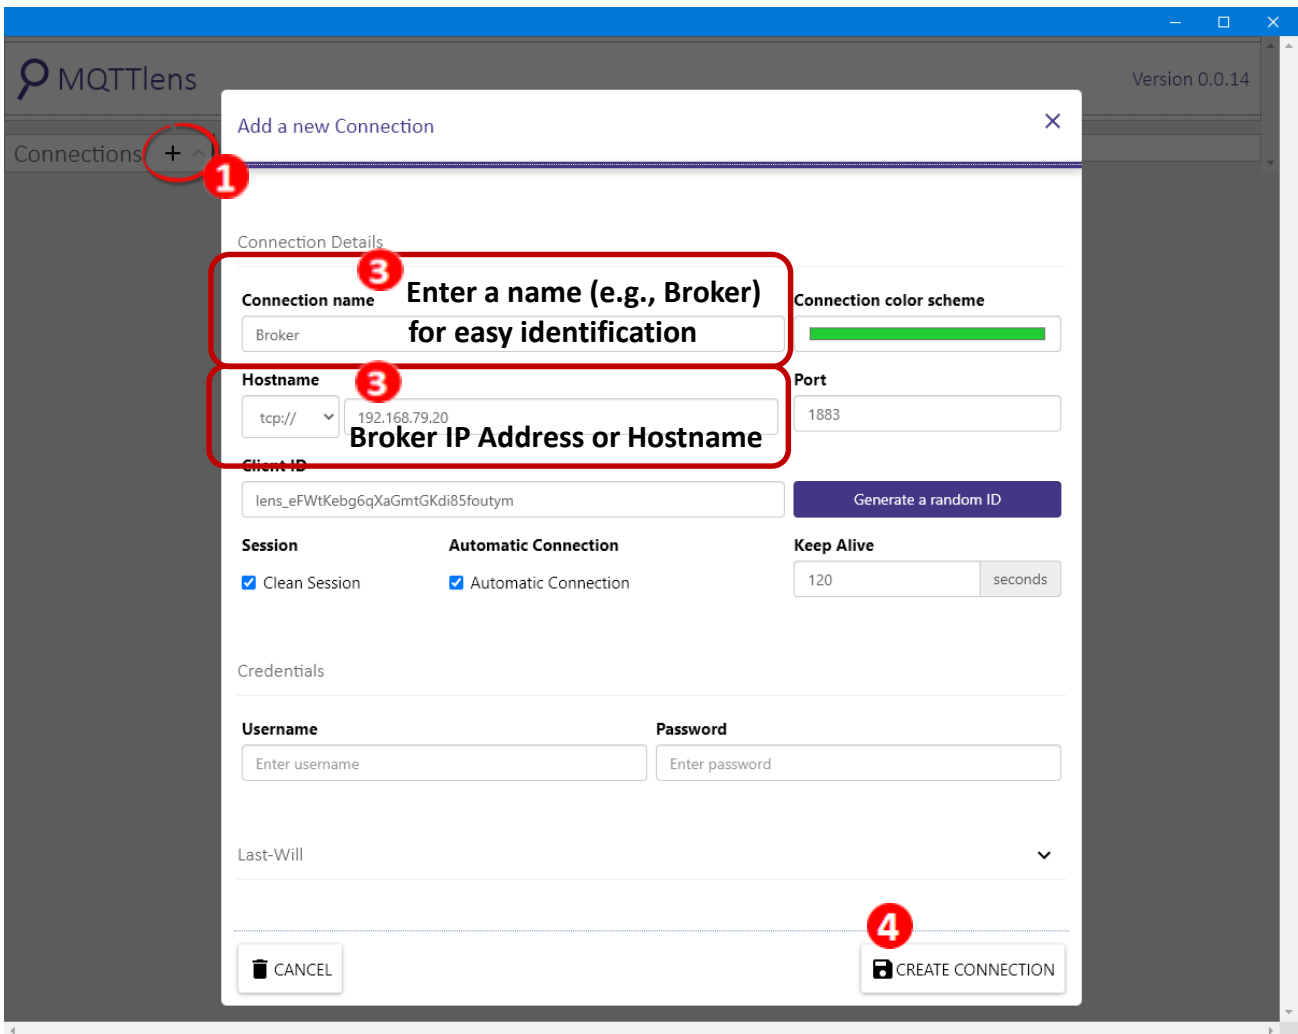 MQTTlens
Version 0.0.14
Add a new Connection
Connections
1
Connection Details
3
Connection name
Enter a name (e.g., Broker)
Connection color scheme
Broker
for easy identification
Hostname
3
Port
tcp://
192.168.79.20
1883
Broker IP Address or Hostname
Client ID
lens_eFWtKebg6qXaGmtGKdi85foutym
Generate a random ID
Session
Automatic Connection
Keep Alive
Clean Session
Automatic Connection
120
seconds
Credentials
Username
Password
Enter username
Enter password
Last-Will
4
CANCEL
CREATE CONNECTION